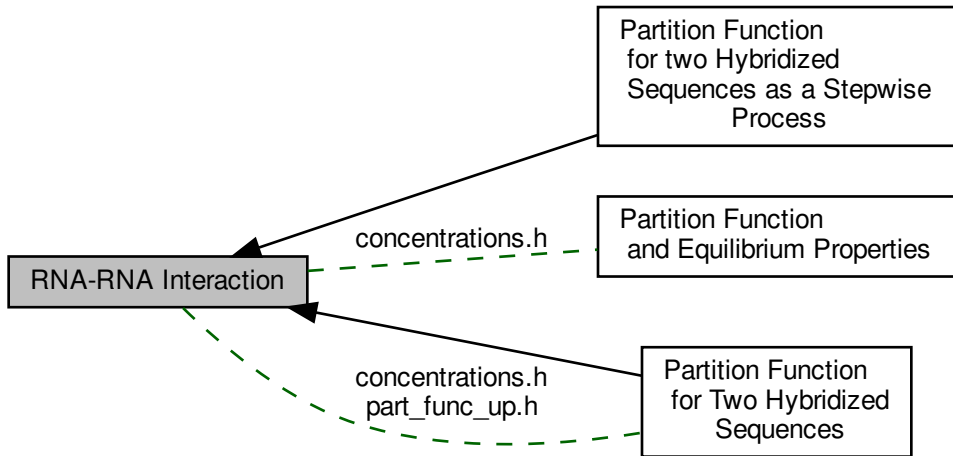 Partition Function
for two Hybridized
Sequences as a Stepwise
Process
concentrations.h
Partition Function
and Equilibrium Properties
RNA-RNA Interaction
concentrations.h
part_func_up.h
Partition Function
for Two Hybridized
Sequences